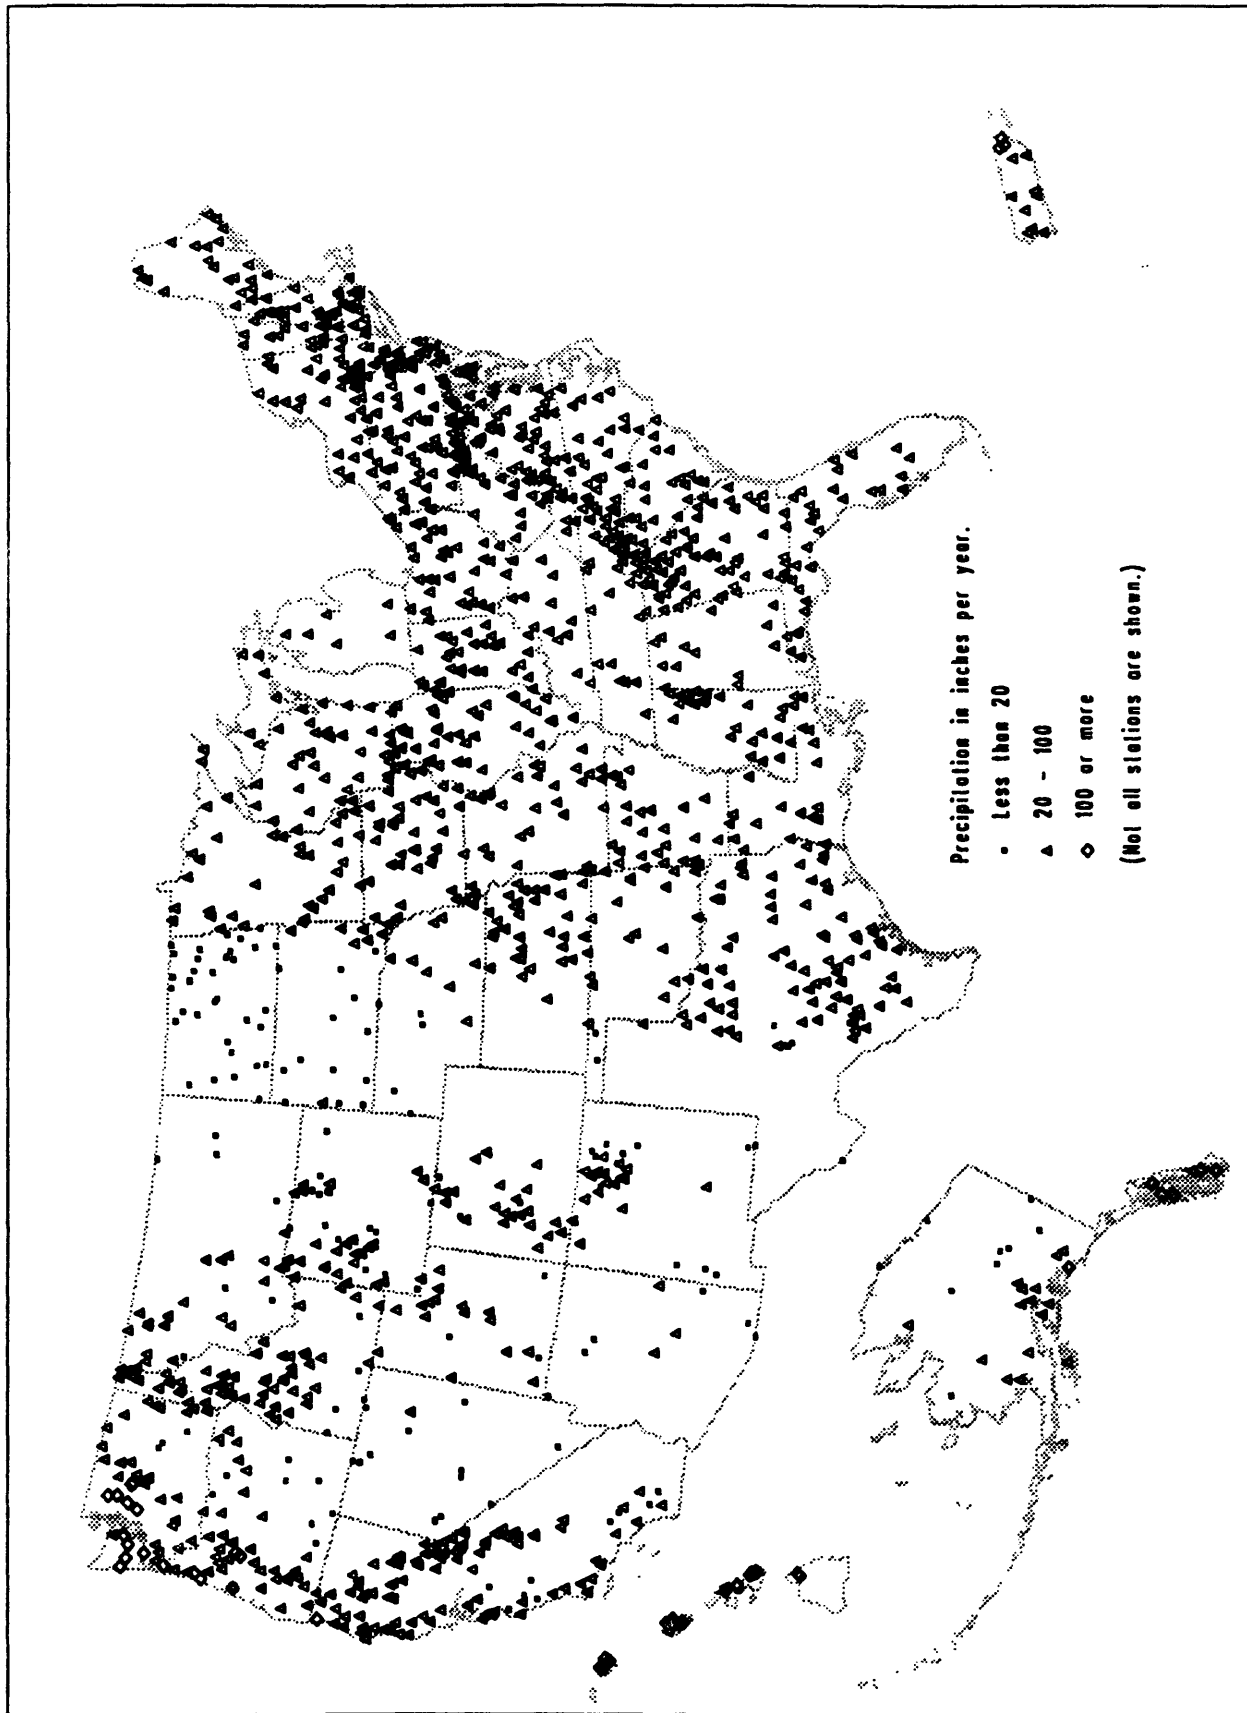 Precipitation in inches per year.
Less than 20
20 - 100
100 or more
(Not all stations are shown.)